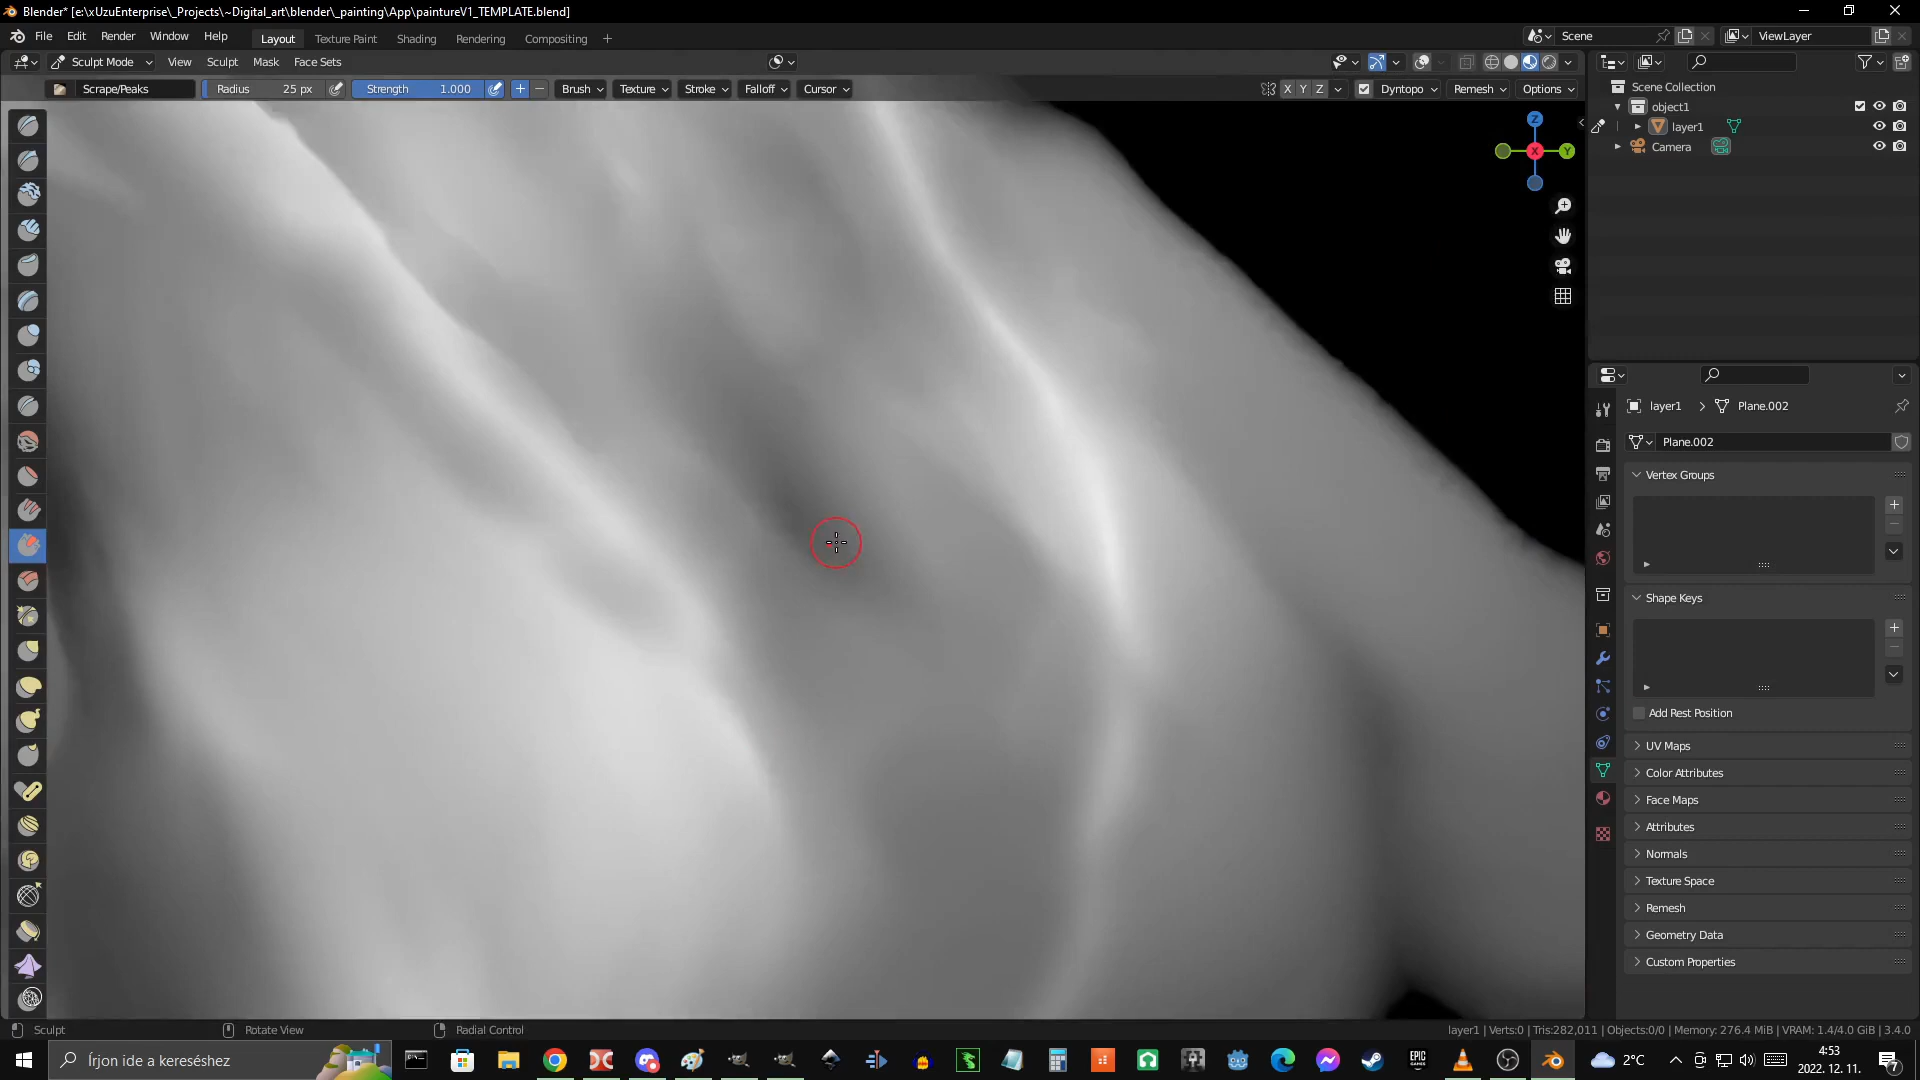 Blender* [e:\xUzuEnterprise\_Projects\~Digital_art\blender\_painting\App\paintureV1_TEMPLATE.blend]
File Edit Render Window Help Layout Texture Paint Shading Sculpting Rendering Compositing + Scene ViewLayer
Sculpt Mode View Sculpt Mask Face Sets
Scrape/Peaks Radius 25 px Strength 1.000 Brush Texture Stroke Falloff Cursor X Y Z Dyntopo Remesh Options
Scene Collection
object1
layer1
Camera
Z
Y
X
layer1 > Plane.002
Plane.002
Vertex Groups
Shape Keys
Add Rest Position
UV Maps
Color Attributes
Face Maps
Attributes
Normals
Texture Space
Remesh
Geometry Data
Custom Properties
Sculpt Rotate View Radial Control layer1 | Verts:0 | Tris:282,011 | Objects:0/0 | Memory: 276.4 MiB | VRAM: 1.4/4.0 GiB | 3.4.0
Írjon ide a kereséshez
EPIC GAMES
2°C
4:53
2022. 12. 11.
7